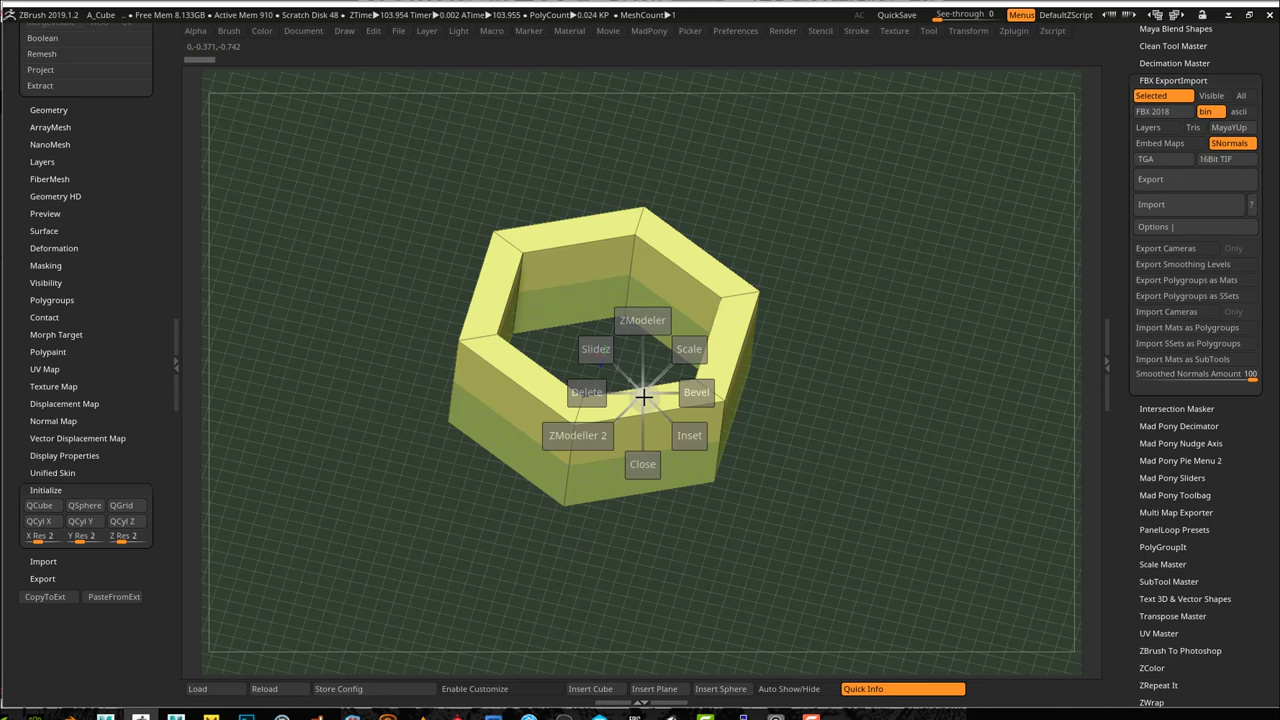 ZBrush 2019.1.2 A_Cube .. • Free Mem 8.133GB • Active Mem 910 • Scratch Disk 48 • ZTime▶103.954 Timer▶0.002 ATime▶103.955 • PolyCount▶0.024 KP • MeshCount▶1 AC QuickSave See-through 0 Menus DefaultZScript
Alpha Brush Color Document Draw Edit File Layer Light Macro Marker Material Movie MadPony Picker Preferences Render Stencil Stroke Texture Tool Transform Zplugin Zscript
0,-0.371,-0.742
Boolean
Remesh
Project
Extract
Geometry
ArrayMesh
NanoMesh
Layers
FiberMesh
Geometry HD
Preview
Surface
Deformation
Masking
Visibility
Polygroups
Contact
Morph Target
Polypaint
UV Map
Texture Map
Displacement Map
Normal Map
Vector Displacement Map
Display Properties
Unified Skin
Initialize
QCube QSphere QGrid
QCyl X QCyl Y QCyl Z
X Res 2 Y Res 2 Z Res 2
Import
Export
CopyToExt PasteFromExt
ZModeler
Slidez Scale
Delete Bevel
ZModeller 2 Inset
Close
Maya Blend Shapes
Clean Tool Master
Decimation Master
FBX ExportImport
Selected Visible All
FBX 2018 bin ascii
Layers Tris MayaYUp
Embed Maps SNormals
TGA 16Bit TIF
Export
Import ?
Options |
Export Cameras Only
Export Smoothing Levels
Export Polygroups as Mats
Export Polygroups as SSets
Import Cameras Only
Import Mats as Polygroups
Import SSets as Polygroups
Import Mats as SubTools
Smoothed Normals Amount 100
Intersection Masker
Mad Pony Decimator
Mad Pony Nudge Axis
Mad Pony Pie Menu 2
Mad Pony Sliders
Mad Pony Toolbag
Multi Map Exporter
PanelLoop Presets
PolyGroupIt
Scale Master
SubTool Master
Text 3D & Vector Shapes
Transpose Master
UV Master
ZBrush To Photoshop
ZColor
ZRepeat It
ZWrap
Load Reload Store Config Enable Customize Insert Cube Insert Plane Insert Sphere Auto Show/Hide Quick Info